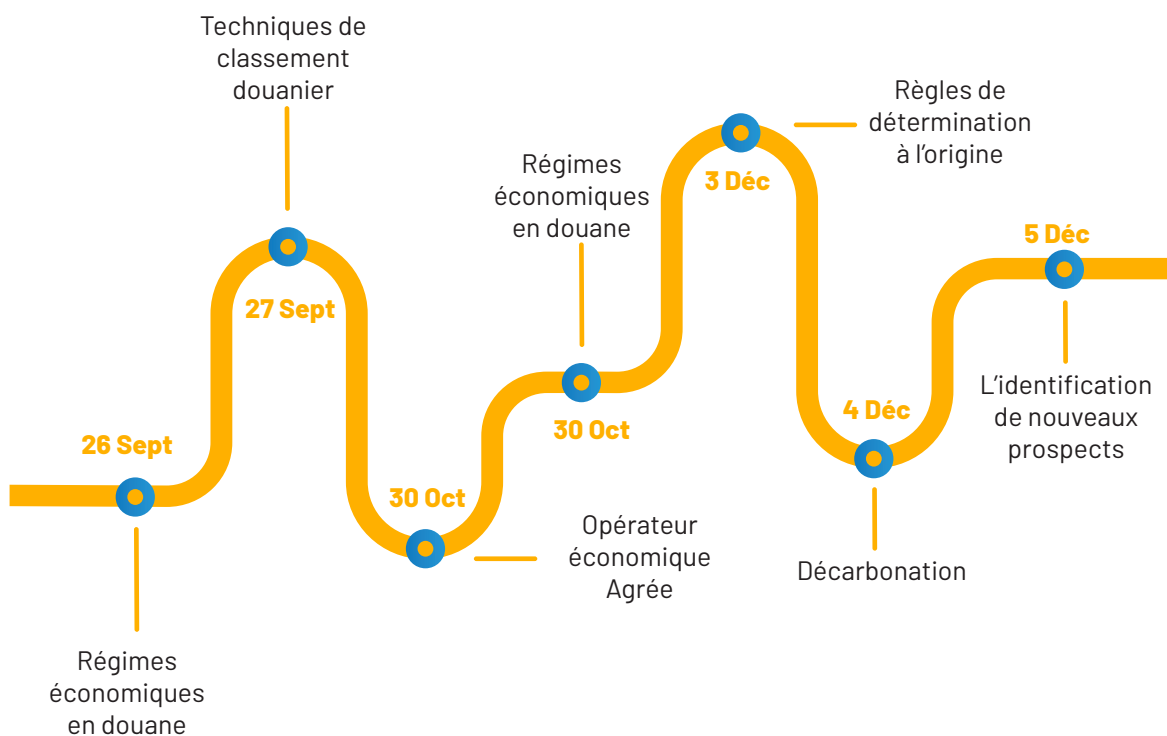 26 Sept
Régimes
économiques
en douane
Techniques de
classement
douanier
27 Sept
30 Oct
Opérateur
économique
Agrée
Régimes
économiques
en douane
30 Oct
3 Déc
Règles de
détermination
à l’origine
4 Déc
Décarbonation
5 Déc
L’identification
de nouveaux
prospects